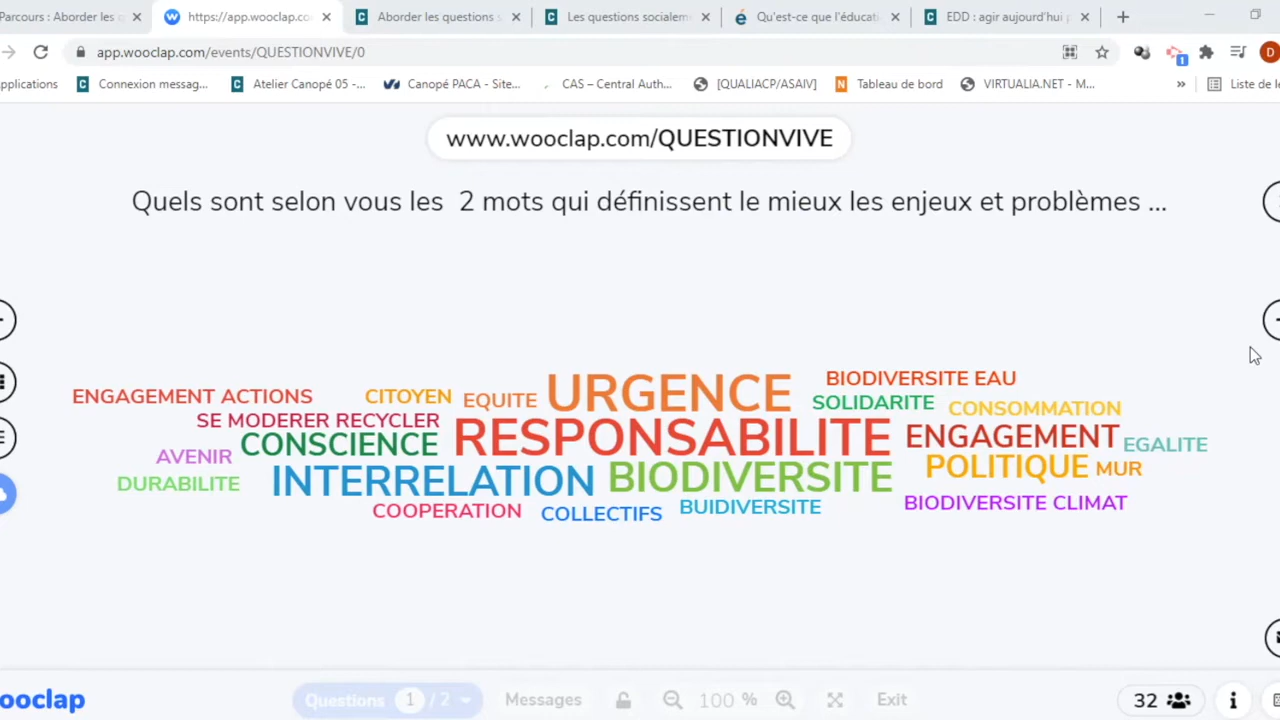 Parcours : Aborder les q
https://app.wooclap.co
Aborder les questions s
Les questions socialem
Qu'est-ce que l'éducati
EDD : agir aujourd'hui p
app.wooclap.com/events/QUESTIONVIVE/0
D
pplications
Connexion messag...
Atelier Canopé 05 -...
Canopé PACA - Site...
CAS – Central Auth...
[QUALIACP/ASAIV]
Tableau de bord
VIRTUALIA.NET - M...
»
Liste de le
www.wooclap.com/QUESTIONVIVE
Quels sont selon vous les 2 mots qui définissent le mieux les enjeux et problèmes ...
ENGAGEMENT ACTIONS CITOYEN EQUITE URGENCE BIODIVERSITE EAU
SOLIDARITE CONSOMMATION
SE MODERER RECYCLER
CONSCIENCE RESPONSABILITE ENGAGEMENT EGALITE
AVENIR
POLITIQUE MUR
DURABILITE INTERRELATION BIODIVERSITE
COOPERATION COLLECTIFS BUIDIVERSITE BIODIVERSITE CLIMAT
ooclap
Questions 1 / 2
Messages
100 %
Exit
32